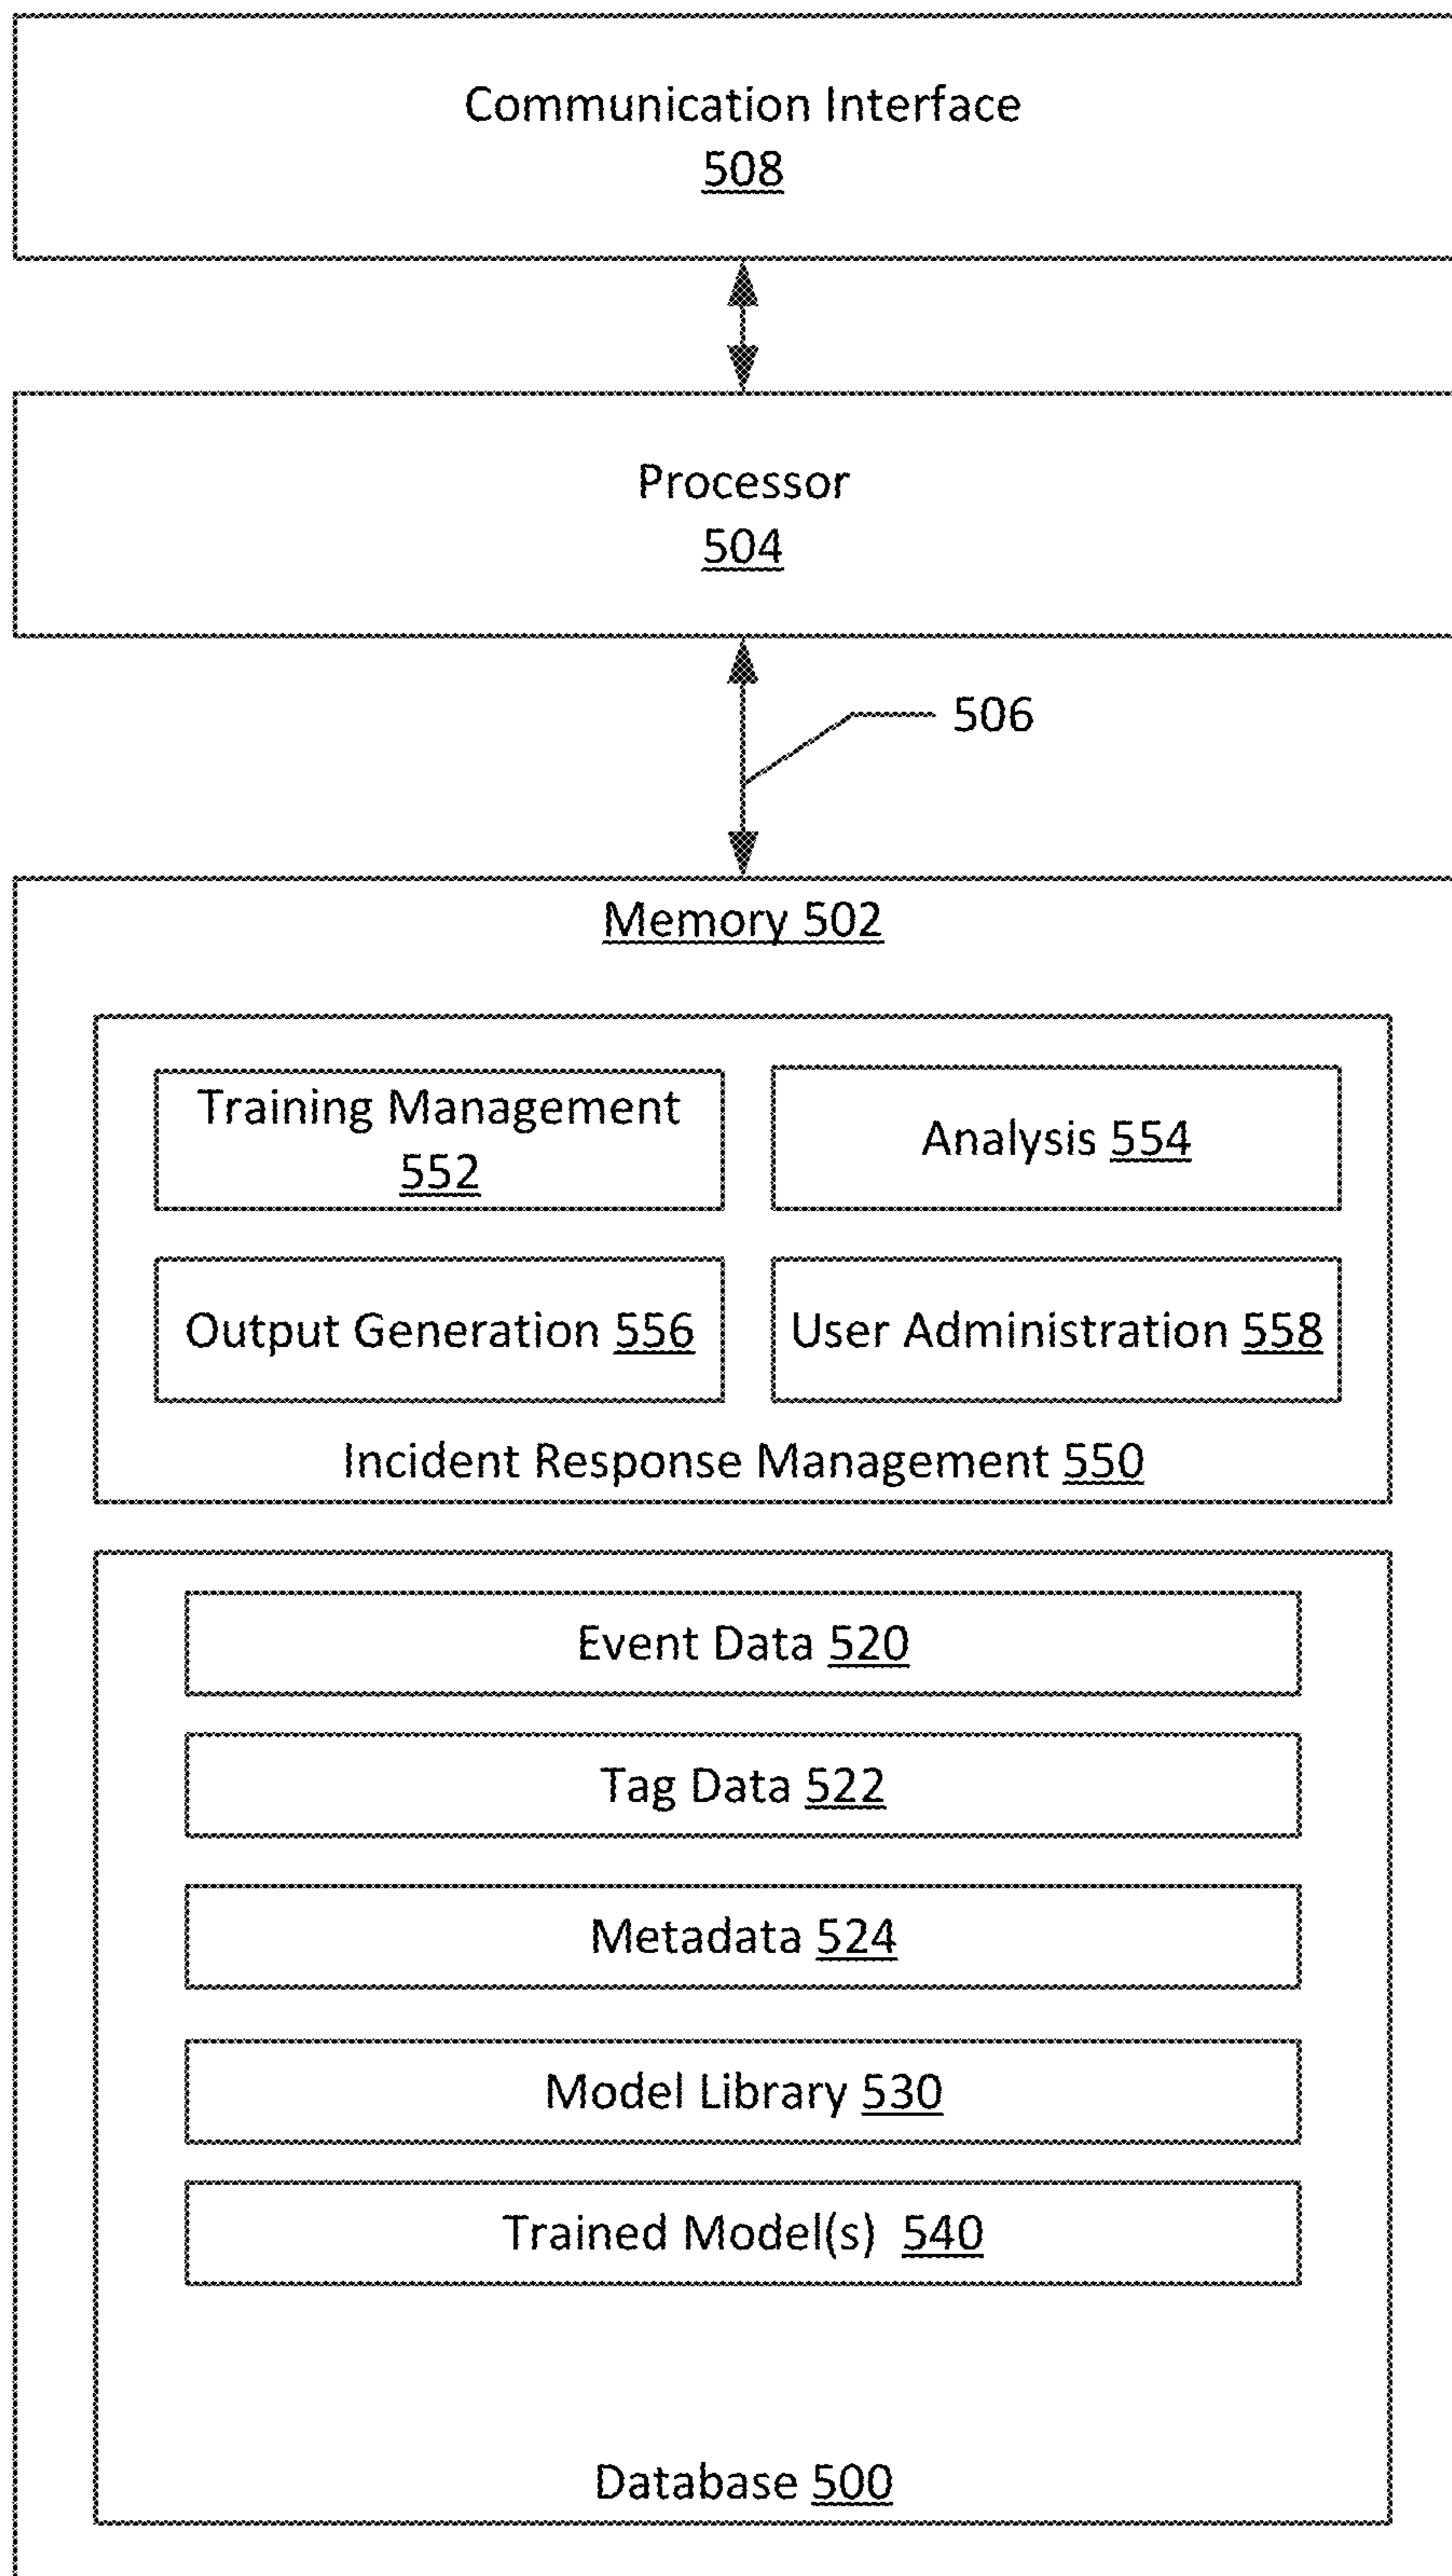 Communication Interface
508
Processor
504
506
Memory 502
Training Management
552
Analysis 554
Output Generation 556
User Administration 558
Incident Response Management 550
Event Data 520
Tag Data 522
Metadata 524
Model Library 530
Trained Model(s) 540
Database 500